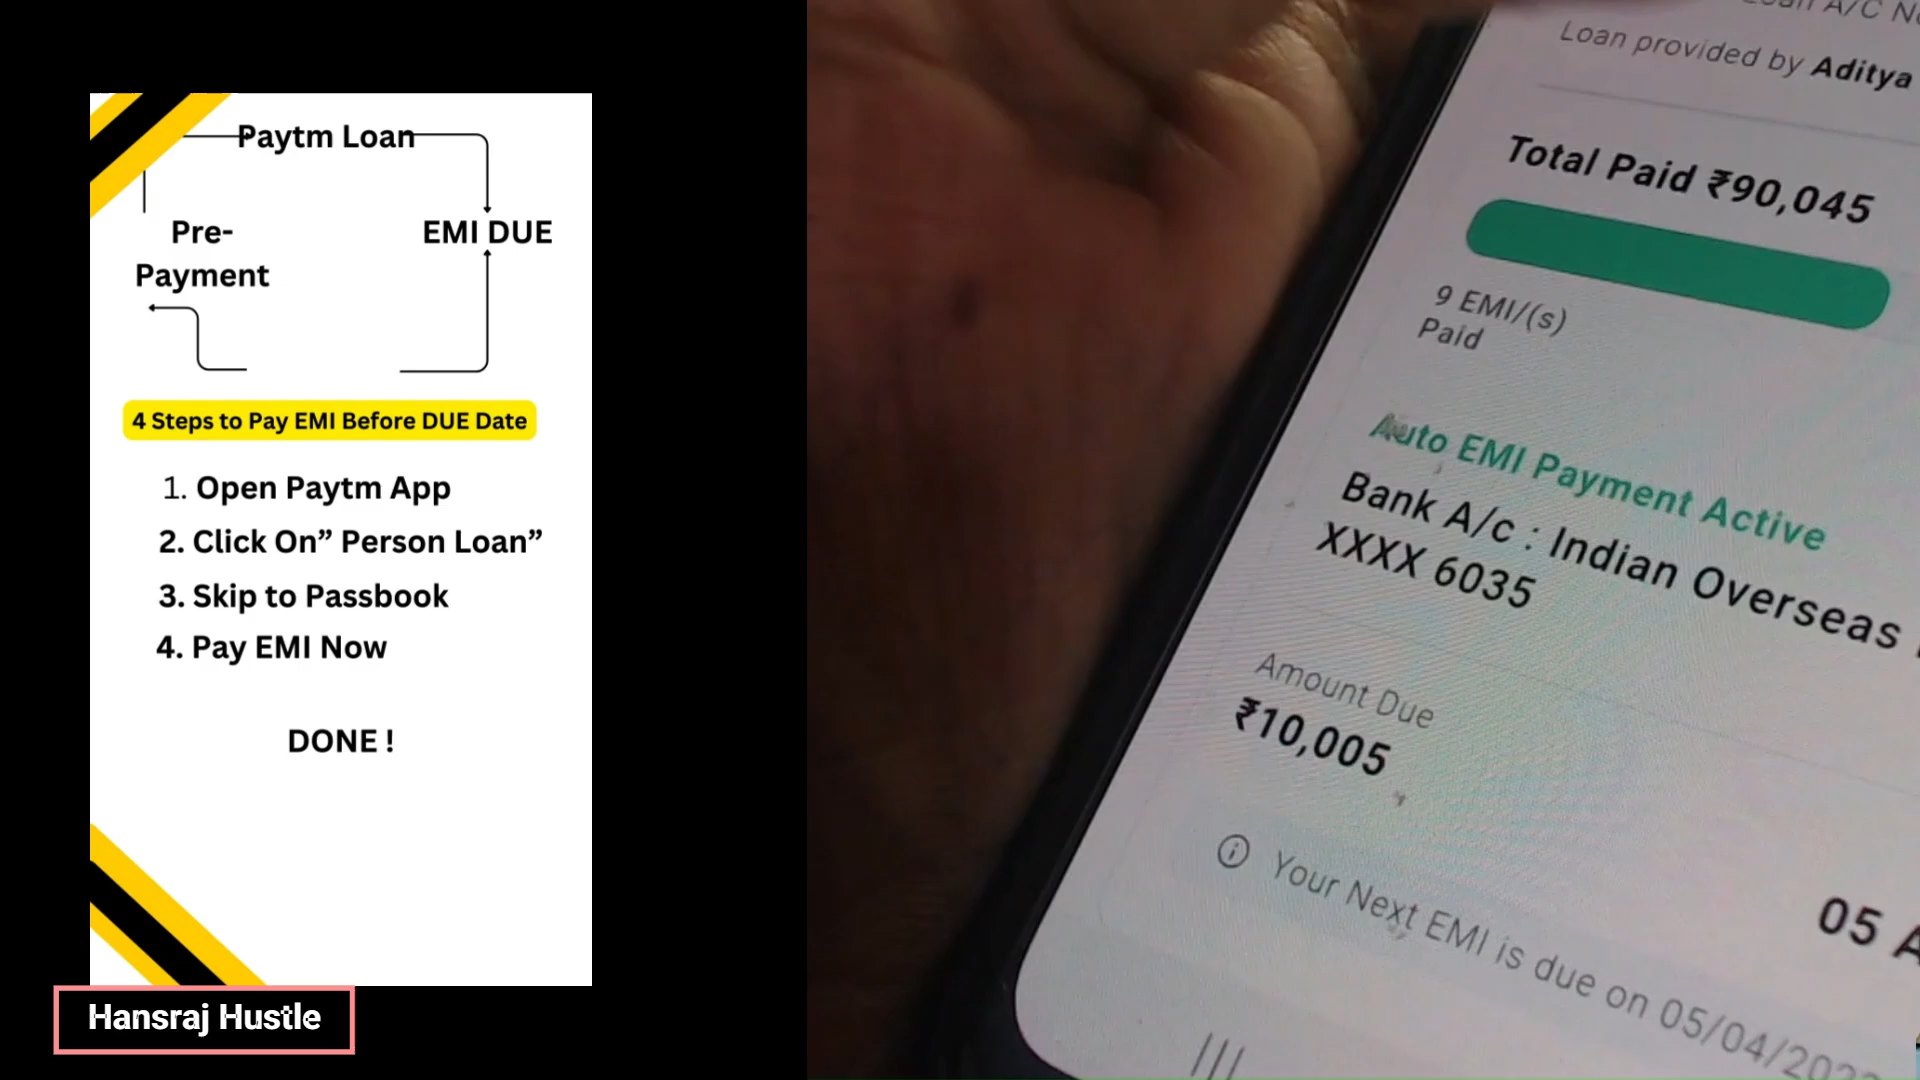 Paytm Loan
Pre-
Payment
EMI DUE
4 Steps to Pay EMI Before DUE Date
1. Open Paytm App
2. Click On” Person Loan”
3. Skip to Passbook
4. Pay EMI Now
DONE !
Hansraj Hustle
Loan A/C
Loan provided by Aditya
Total Paid ₹90,045
9 EMI/(s)
Paid
Auto EMI Payment Active
Bank A/c : Indian Overseas
XXXX 6035
Amount Due
₹10,005
05
Your Next EMI is due on 05/04/202